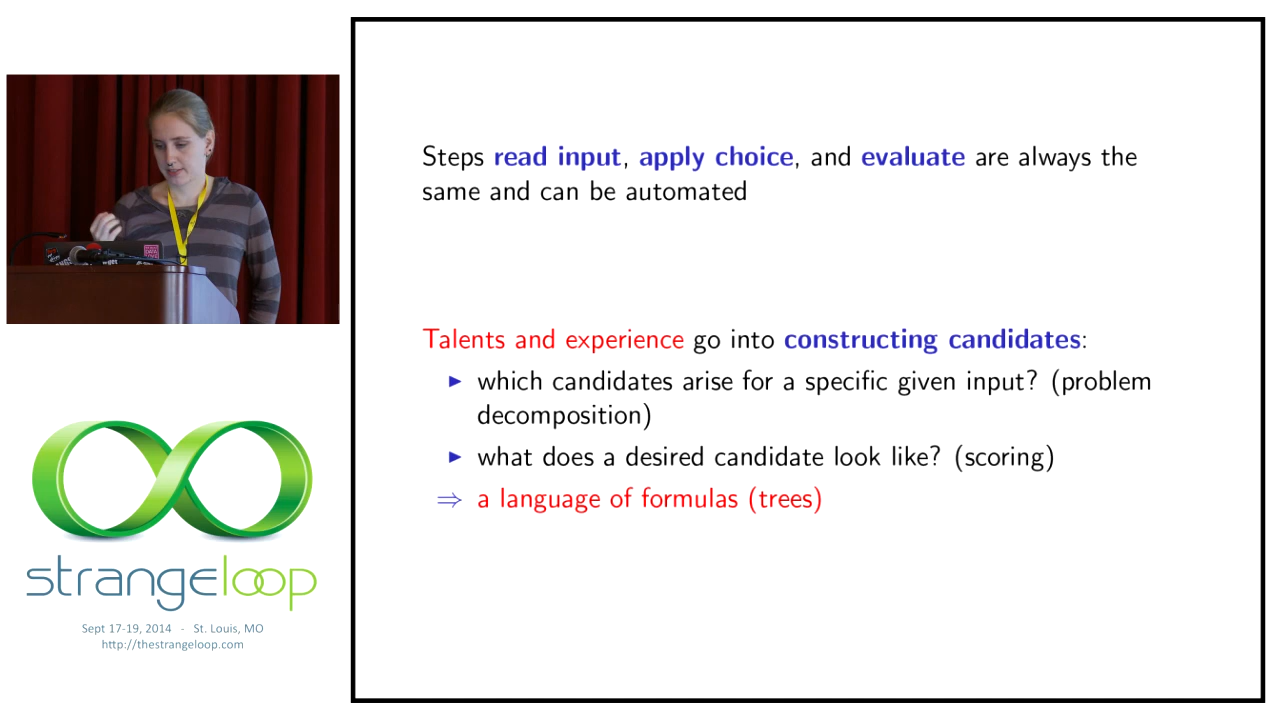 Steps read input, apply choice, and evaluate are always the
same and can be automated
Talents and experience go into constructing candidates:
▶ which candidates arise for a specific given input? (problem
decomposition)
▶ what does a desired candidate look like? (scoring)
⇒ a language of formulas (trees)
strangeloop
Sept 17-19, 2014 - St. Louis, MO
http://thestrangeloop.com